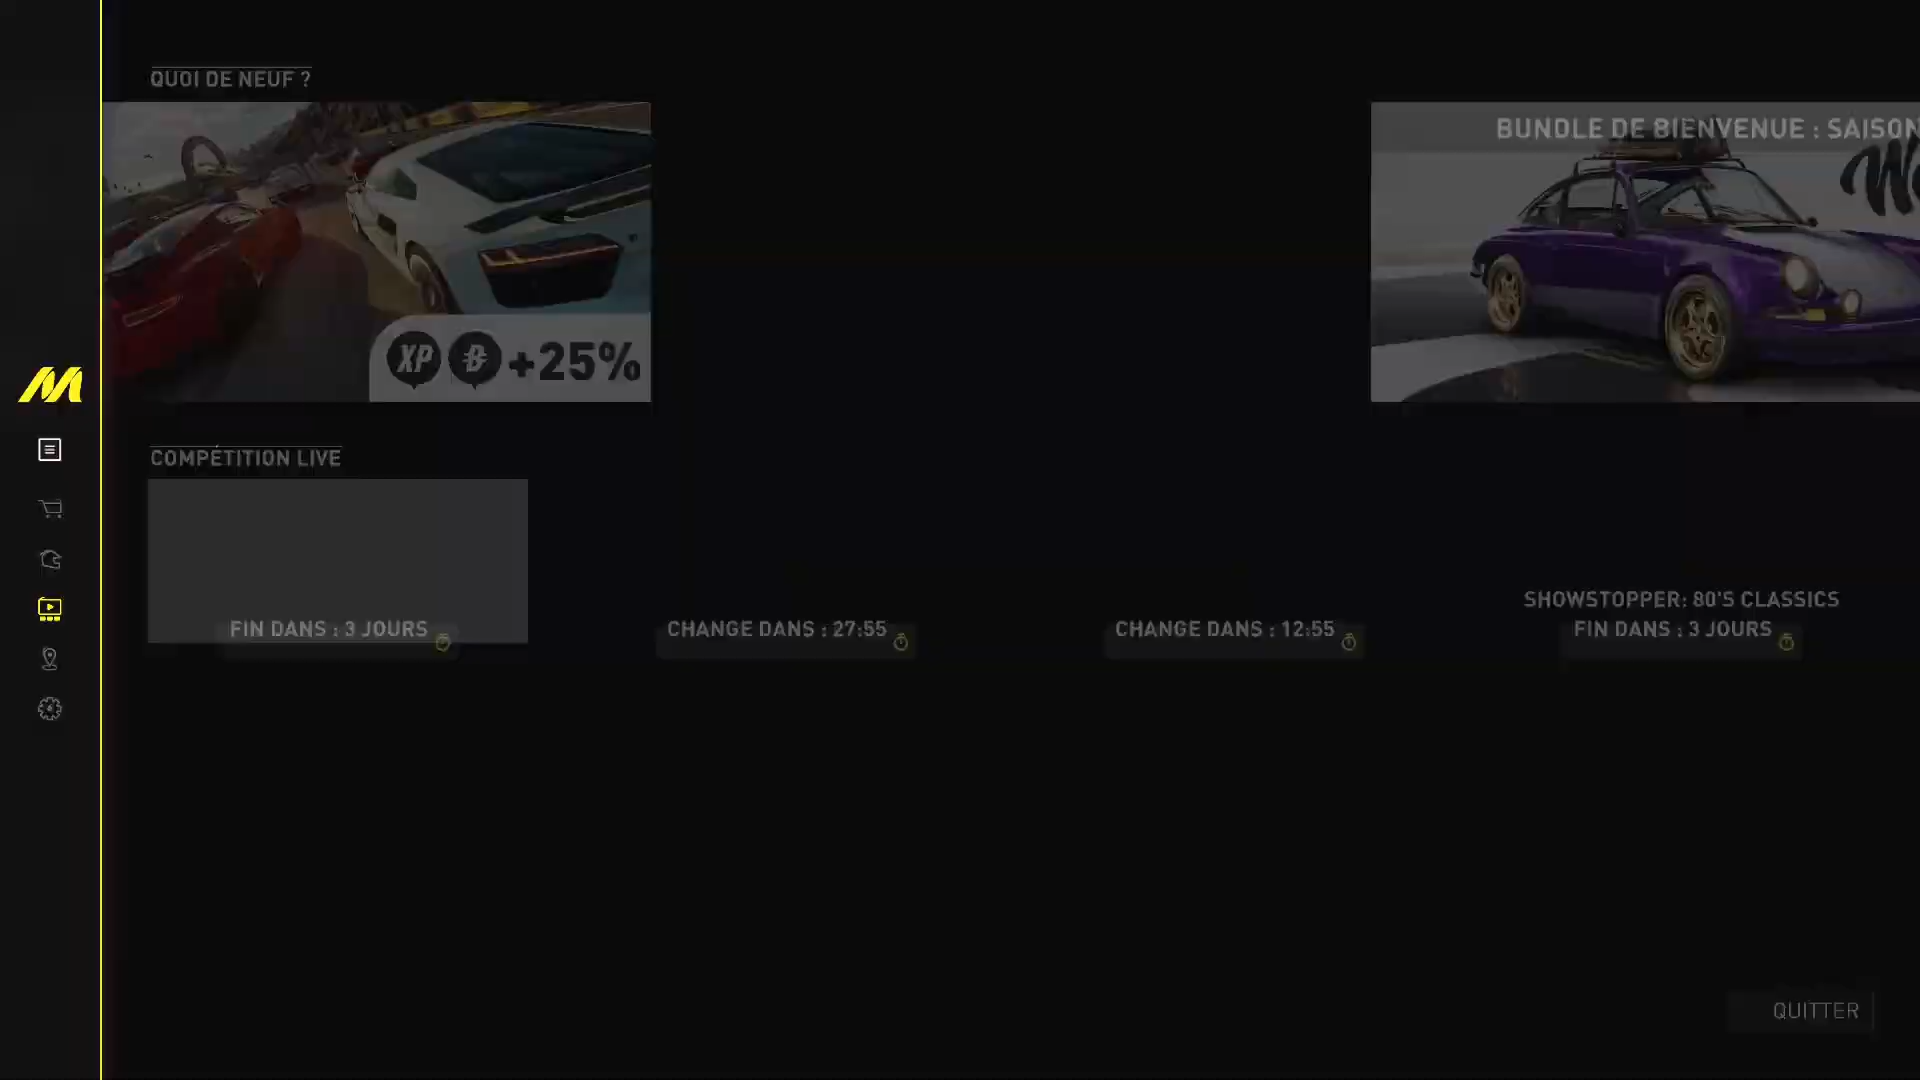 QUOI DE NEUF ?
BUNDLE DE BIENVENUE : SAISON
We
XP B +25%
COMPÉTITION LIVE
SHOWSTOPPER: 80'S CLASSICS
FIN DANS : 3 JOURS
CHANGE DANS : 27:55
CHANGE DANS : 12:55
FIN DANS : 3 JOURS
QUITTER